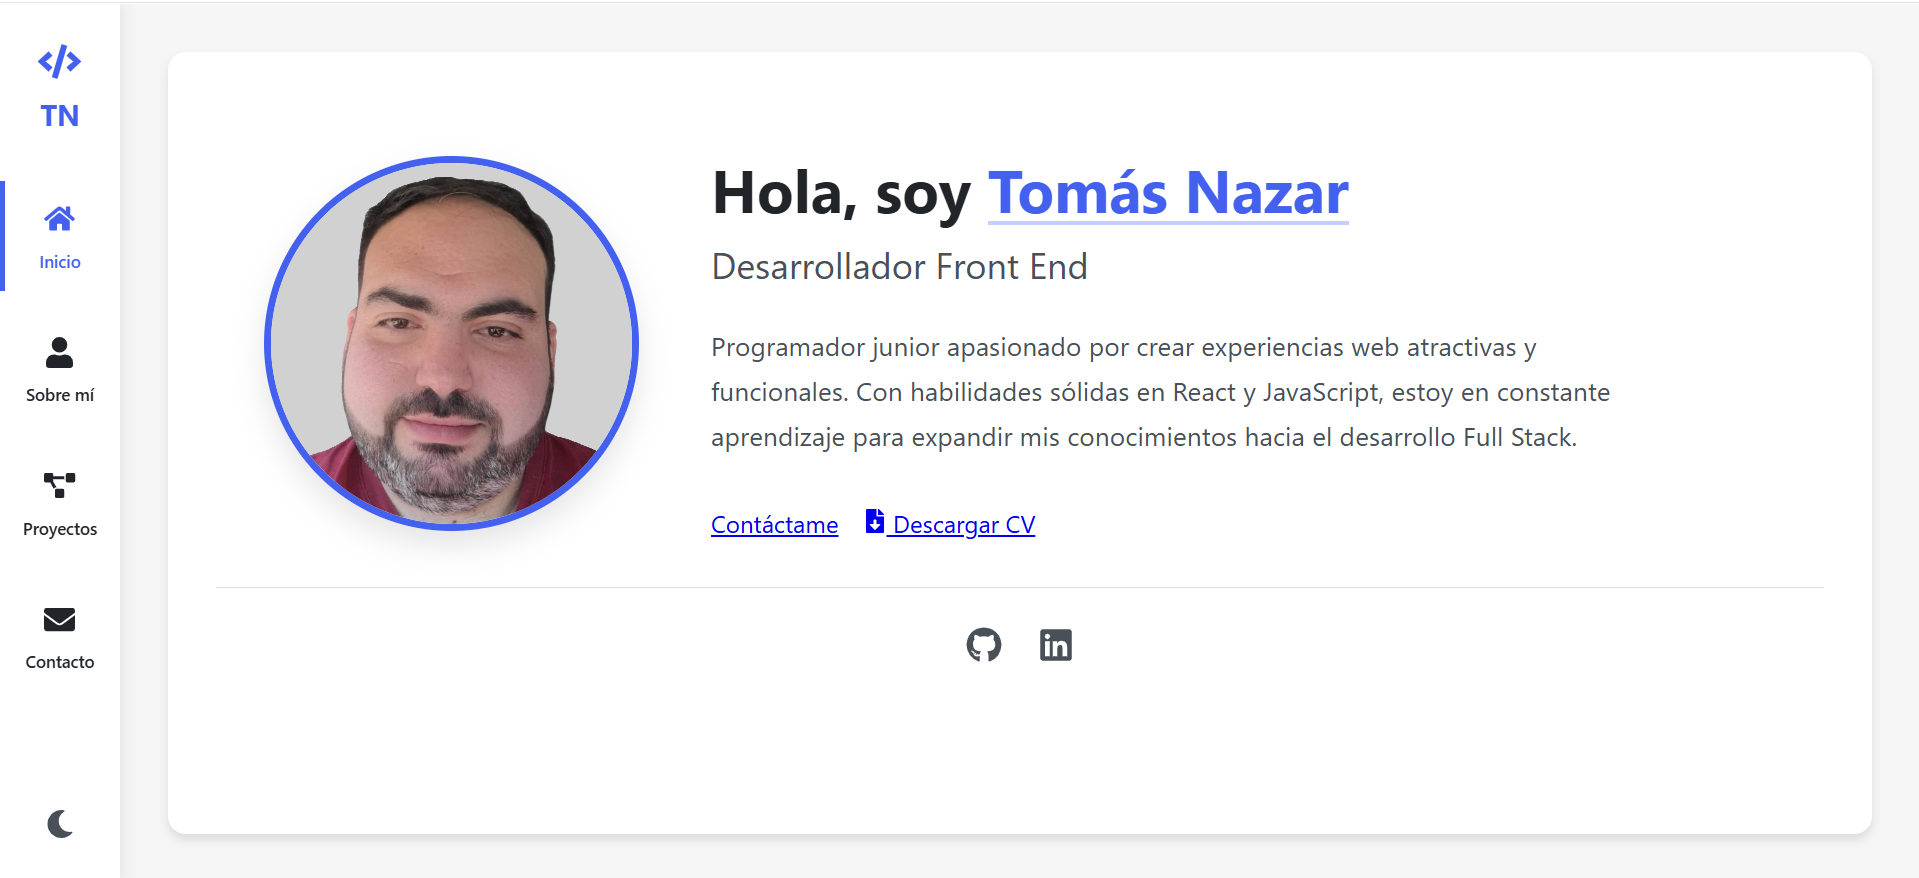 TN
Inicio
Sobre mí
Proyectos
Contacto
Hola, soy Tomás Nazar
Desarrollador Front End
Programador junior apasionado por crear experiencias web atractivas y
funcionales. Con habilidades sólidas en React y JavaScript, estoy en constante
aprendizaje para expandir mis conocimientos hacia el desarrollo Full Stack.
Contáctame Descargar CV